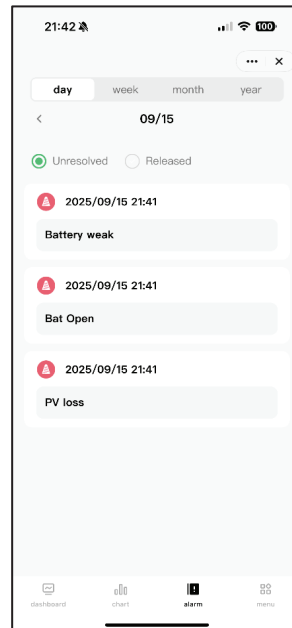 21:42
100
day week month year
09/15
Unresolved Released
2025/09/15 21:41
Battery weak
2025/09/15 21:41
Bat Open
2025/09/15 21:41
PV loss
dashboard chart alarm menu